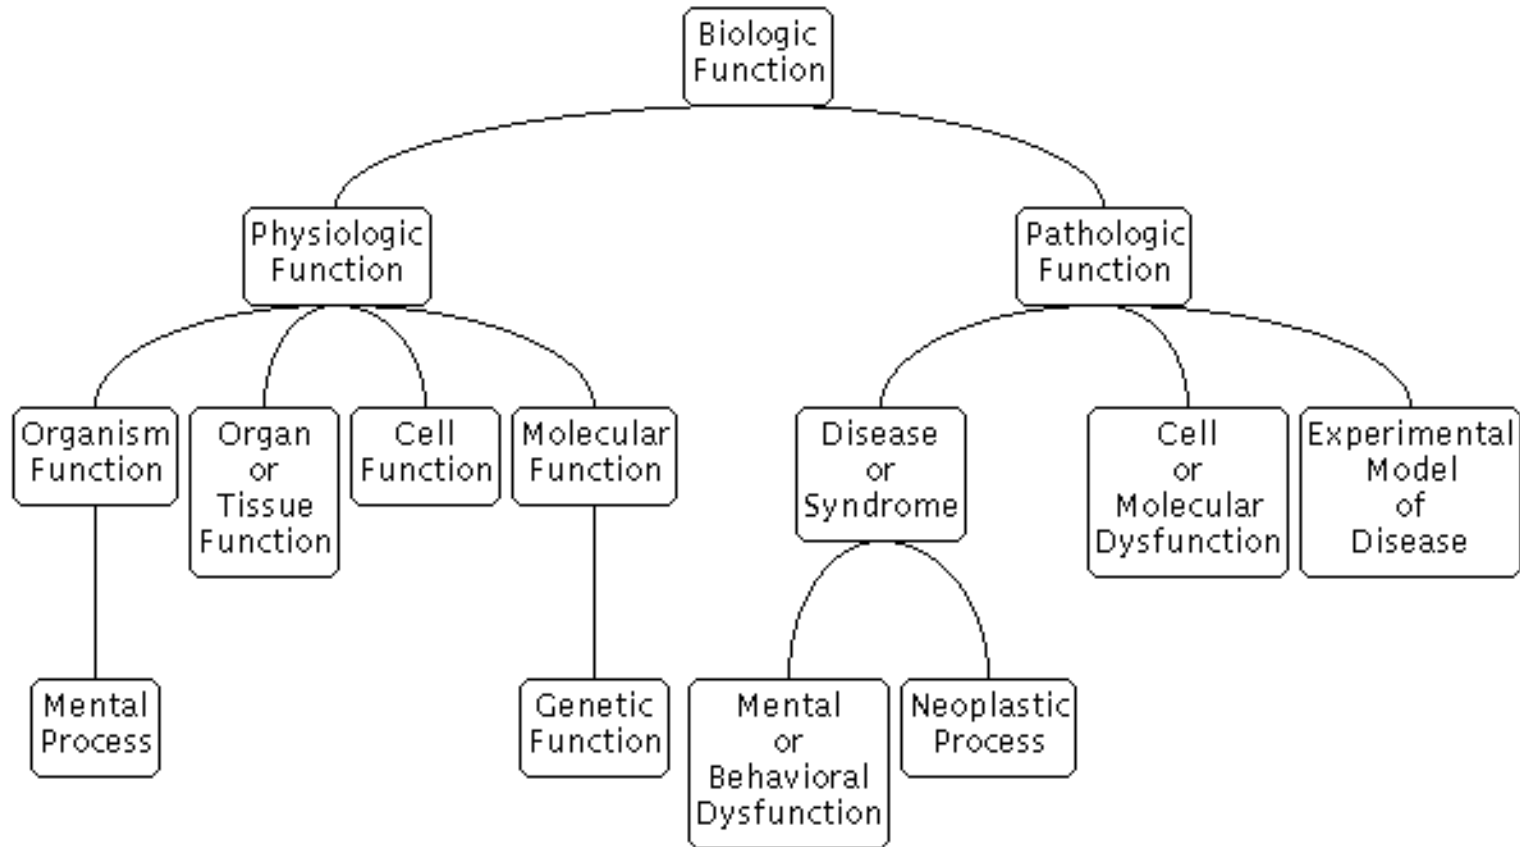 Biologic
Function
Physiologic
Function
Pathologic
Function
Organism
Function
Organ
or
Tissue
Function
Cell
Function
Molecular
Function
Disease
or
Syndrome
Cell
or
Molecular
Dysfunction
Experimental
Model
of
Disease
Mental
Process
Genetic
Function
Mental
or
Behavioral
Dysfunction
Neoplastic
Process